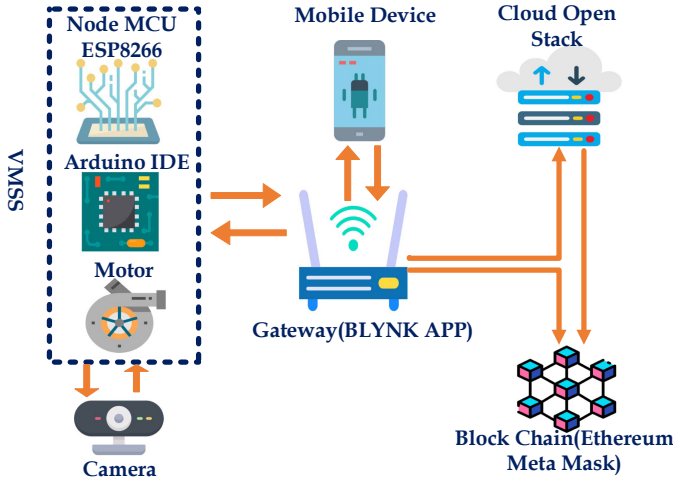 Node MCU
ESP8266
Arduino IDE
Motor
VMSS
Camera
Mobile Device
Gateway(BLYNK APP)
Cloud Open
Stack
Block Chain(Ethereum
Meta Mask)